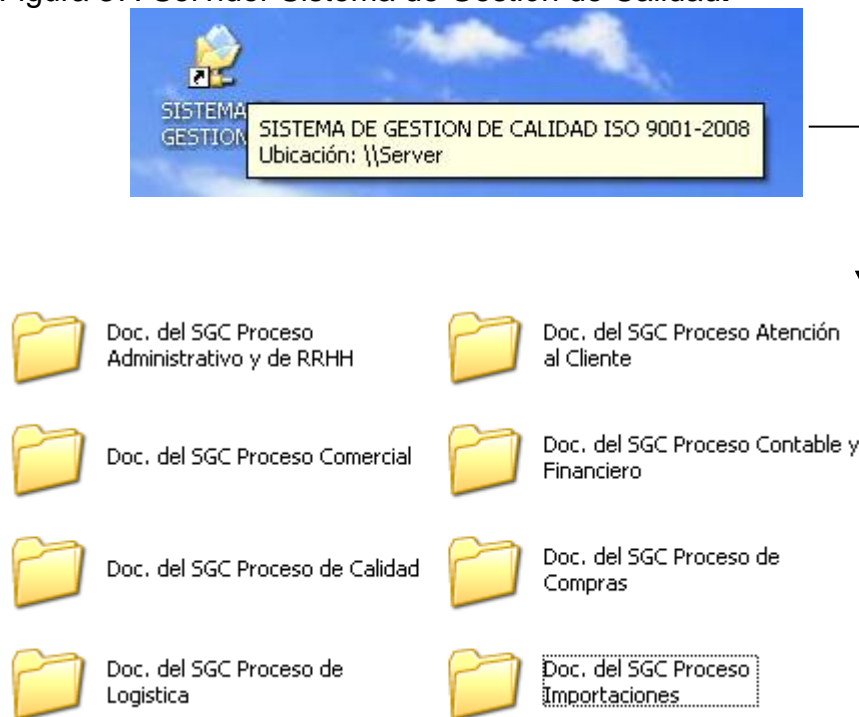 SISTEMA
GESTION
SISTEMA DE GESTION DE CALIDAD ISO 9001-2008
Ubicación: \\Server
Doc. del SGC Proceso
Administrativo y de RRHH
Doc. del SGC Proceso Atención
al Cliente
Doc. del SGC Proceso Comercial
Doc. del SGC Proceso Contable y
Financiero
Doc. del SGC Proceso de Calidad
Doc. del SGC Proceso de
Compras
Doc. del SGC Proceso de
Logistica
Doc. del SGC Proceso
Importaciones